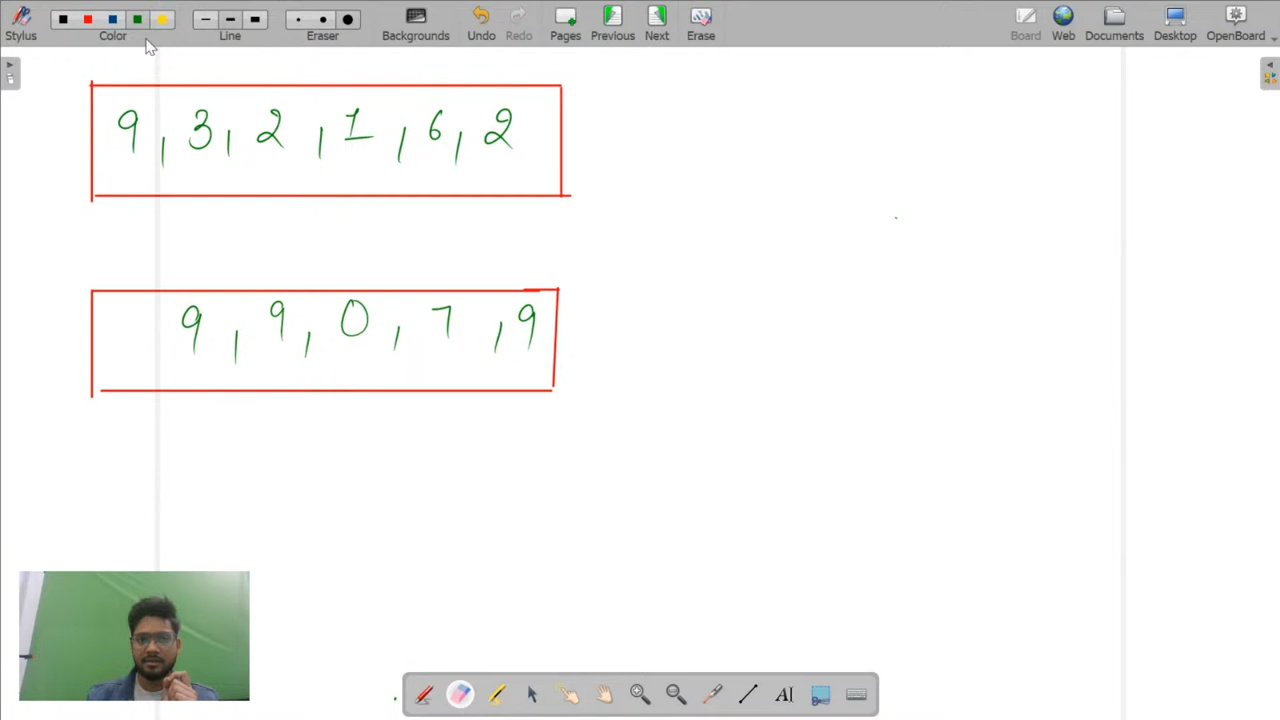 Stylus Color Line Eraser Backgrounds Undo Redo Pages Previous Next Erase Board Web Documents Desktop OpenBoard
9, 3, 2, 1, 6, 2
9, 9, 0, 7, 9
AI